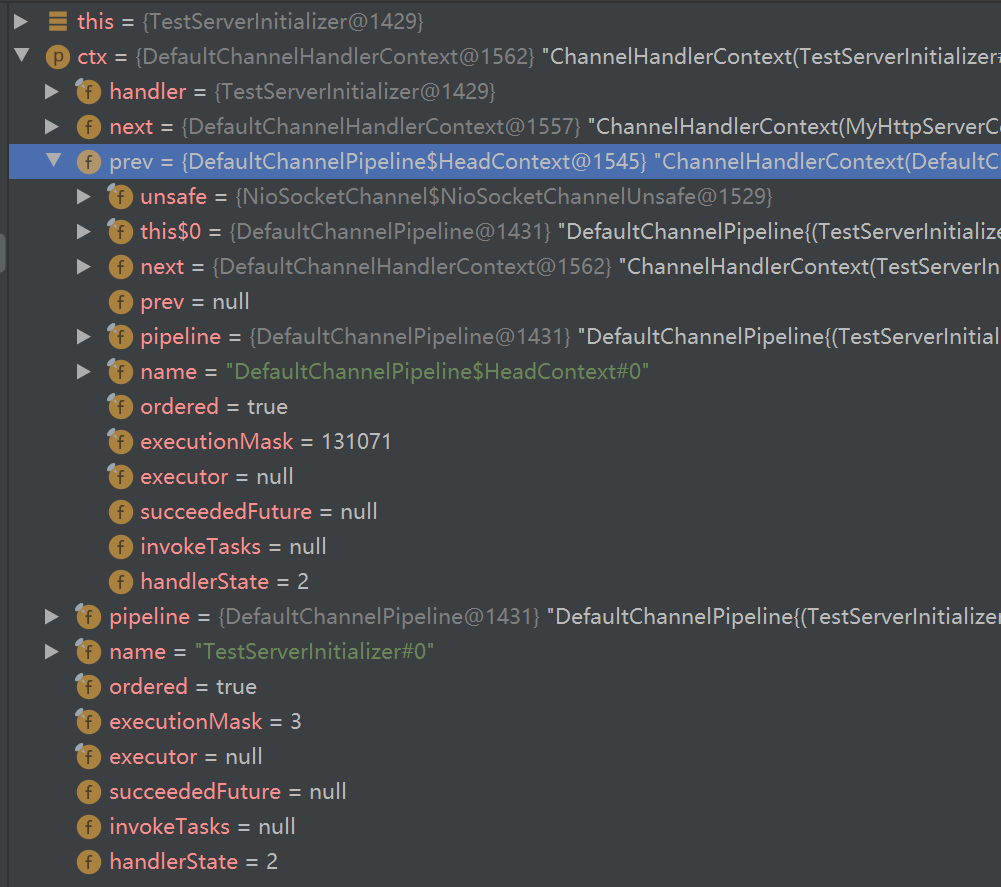 this = {TestServerInitializer@1429}
p ctx = {DefaultChannelHandlerContext@1562} "ChannelHandlerContext(TestServerInitializer#
f handler = {TestServerInitializer@1429}
f next = {DefaultChannelHandlerContext@1557} "ChannelHandlerContext(MyHttpServerC
f prev = {DefaultChannelPipeline$HeadContext@1545} "ChannelHandlerContext(DefaultC
f unsafe = {NioSocketChannel$NioSocketChannelUnsafe@1529}
f this$0 = {DefaultChannelPipeline@1431} "DefaultChannelPipeline{(TestServerInitialize
f next = {DefaultChannelHandlerContext@1562} "ChannelHandlerContext(TestServerIn
f prev = null
f pipeline = {DefaultChannelPipeline@1431} "DefaultChannelPipeline{(TestServerInitial
f name = "DefaultChannelPipeline$HeadContext#0"
f ordered = true
f executionMask = 131071
f executor = null
f succeededFuture = null
f invokeTasks = null
f handlerState = 2
f pipeline = {DefaultChannelPipeline@1431} "DefaultChannelPipeline{(TestServerInitializer
f name = "TestServerInitializer#0"
f ordered = true
f executionMask = 3
f executor = null
f succeededFuture = null
f invokeTasks = null
f handlerState = 2